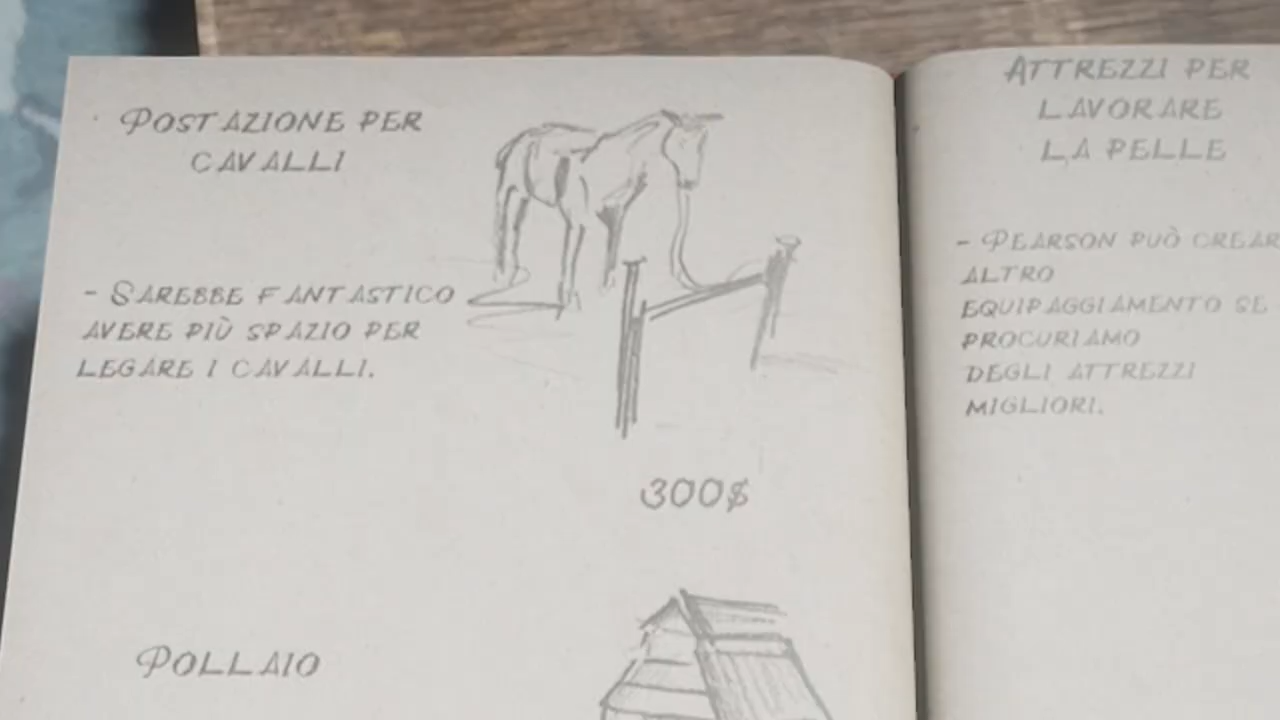 Postazione per
cavalli
- Sarebbe fantastico
avere più spazio per
legare i cavalli.
300$
Pollaio
Attrezzi per
lavorare
la pelle
- Pearson può crear
altro
equipaggiamento se
procuriamo
degli attrezzi
migliori.